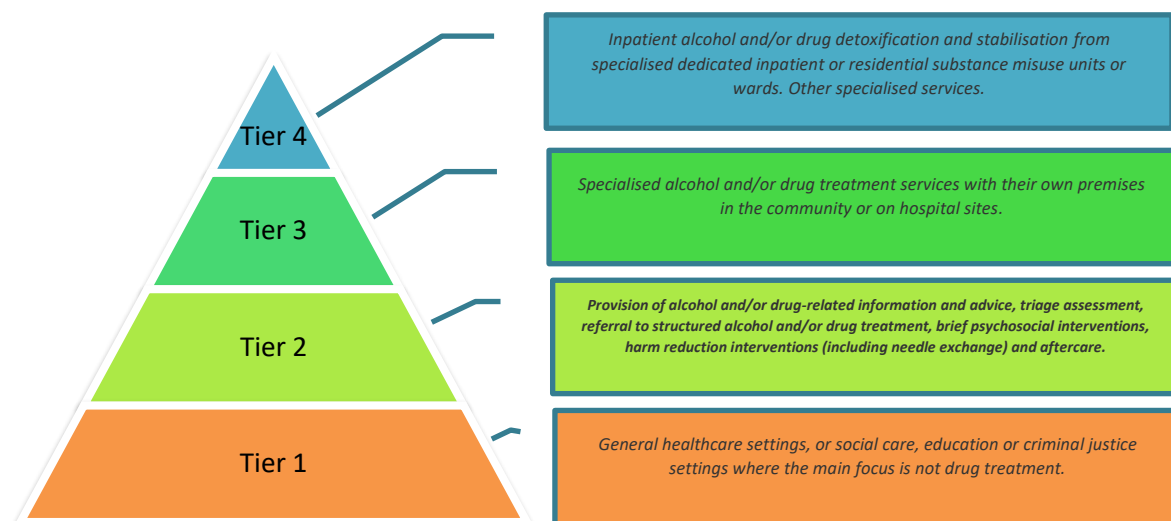 Tier 4
Inpatient alcohol and/or drug detoxification and stabilisation from
specialised dedicated inpatient or residential substance misuse units or
wards. Other specialised services.
Tier 3
Specialised alcohol and/or drug treatment services with their own premises
in the community or on hospital sites.
Tier 2
Provision of alcohol and/or drug-related information and advice, triage assessment,
referral to structured alcohol and/or drug treatment, brief psychosocial interventions,
harm reduction interventions (including needle exchange) and aftercare.
Tier 1
General healthcare settings, or social care, education or criminal justice
settings where the main focus is not drug treatment.